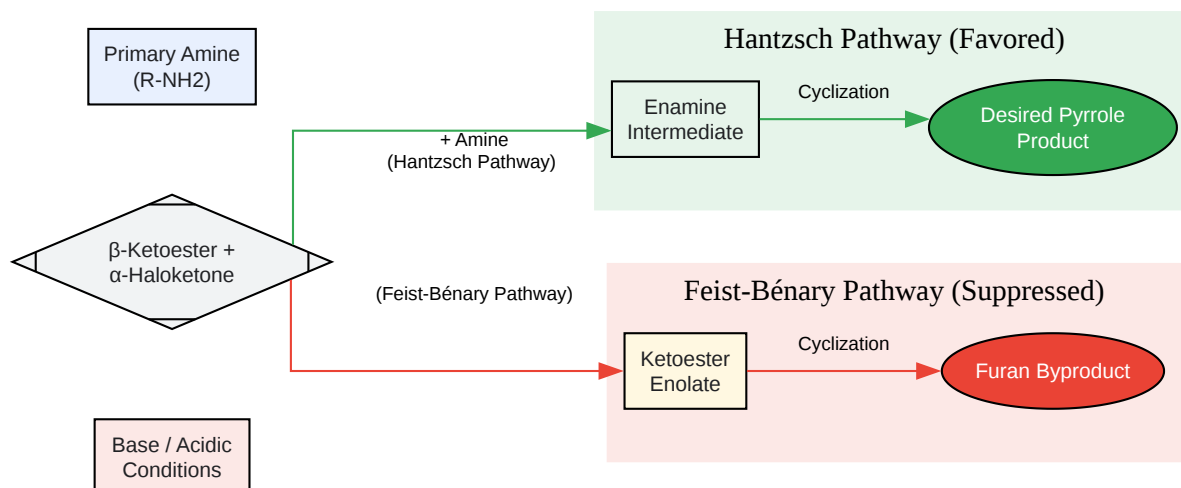 Primary Amine
(R-NH2)
Hantzsch Pathway (Favored)
Enamine
Intermediate
Cyclization
Desired Pyrrole
Product
+ Amine
(Hantzsch Pathway)
β-Ketoester +
α-Haloketone
(Feist-Bénary Pathway)
Feist-Bénary Pathway (Suppressed)
Ketoester
Enolate
Cyclization
Furan Byproduct
Base / Acidic
Conditions